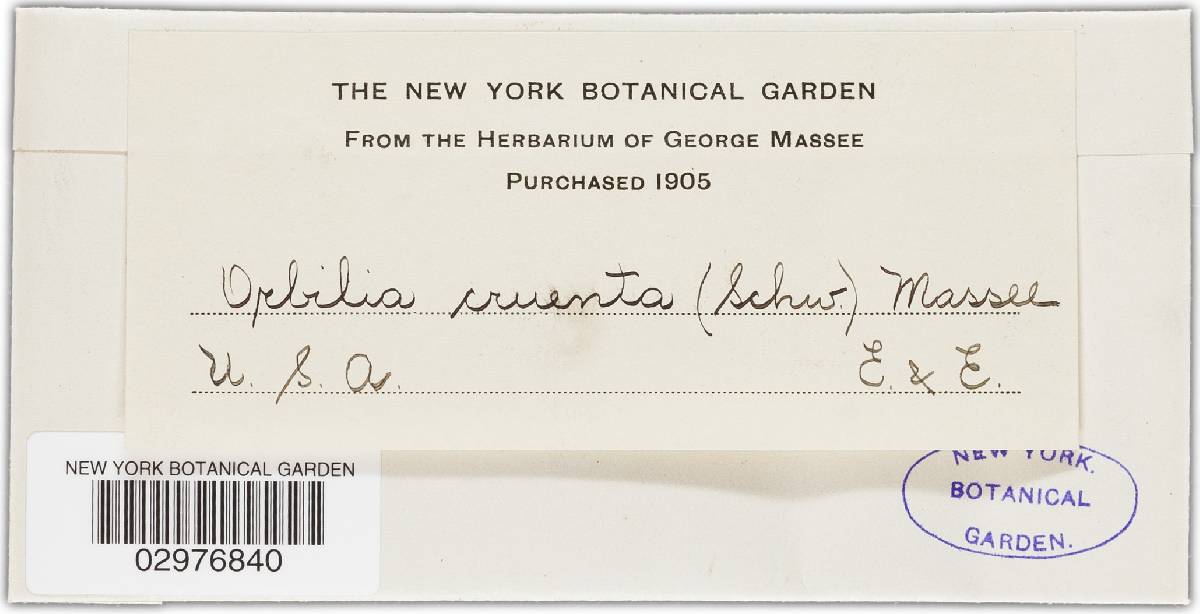 THE NEW YORK BOTANICAL GARDEN
FROM THE HERBARIUM OF GEORGE MASSEE
PURCHASED 1905
Orbilia cruenta (Schw.) Massee
U. S. A. E. & E.
NEW YORK BOTANICAL GARDEN
02976840
NEW YORK.
BOTANICAL
GARDEN.